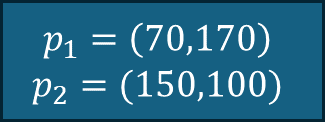 p₁ = (70,170)
p₂ = (150,100)